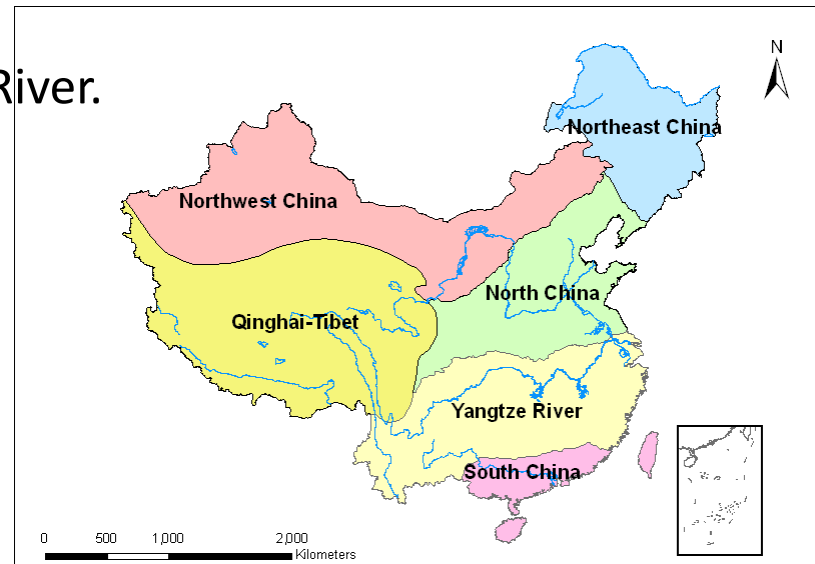 River.
N
Northeast China
Northwest China
North China
Qinghai-Tibet
Yangtze River
South China
0 500 1,000 2,000
Kilometers